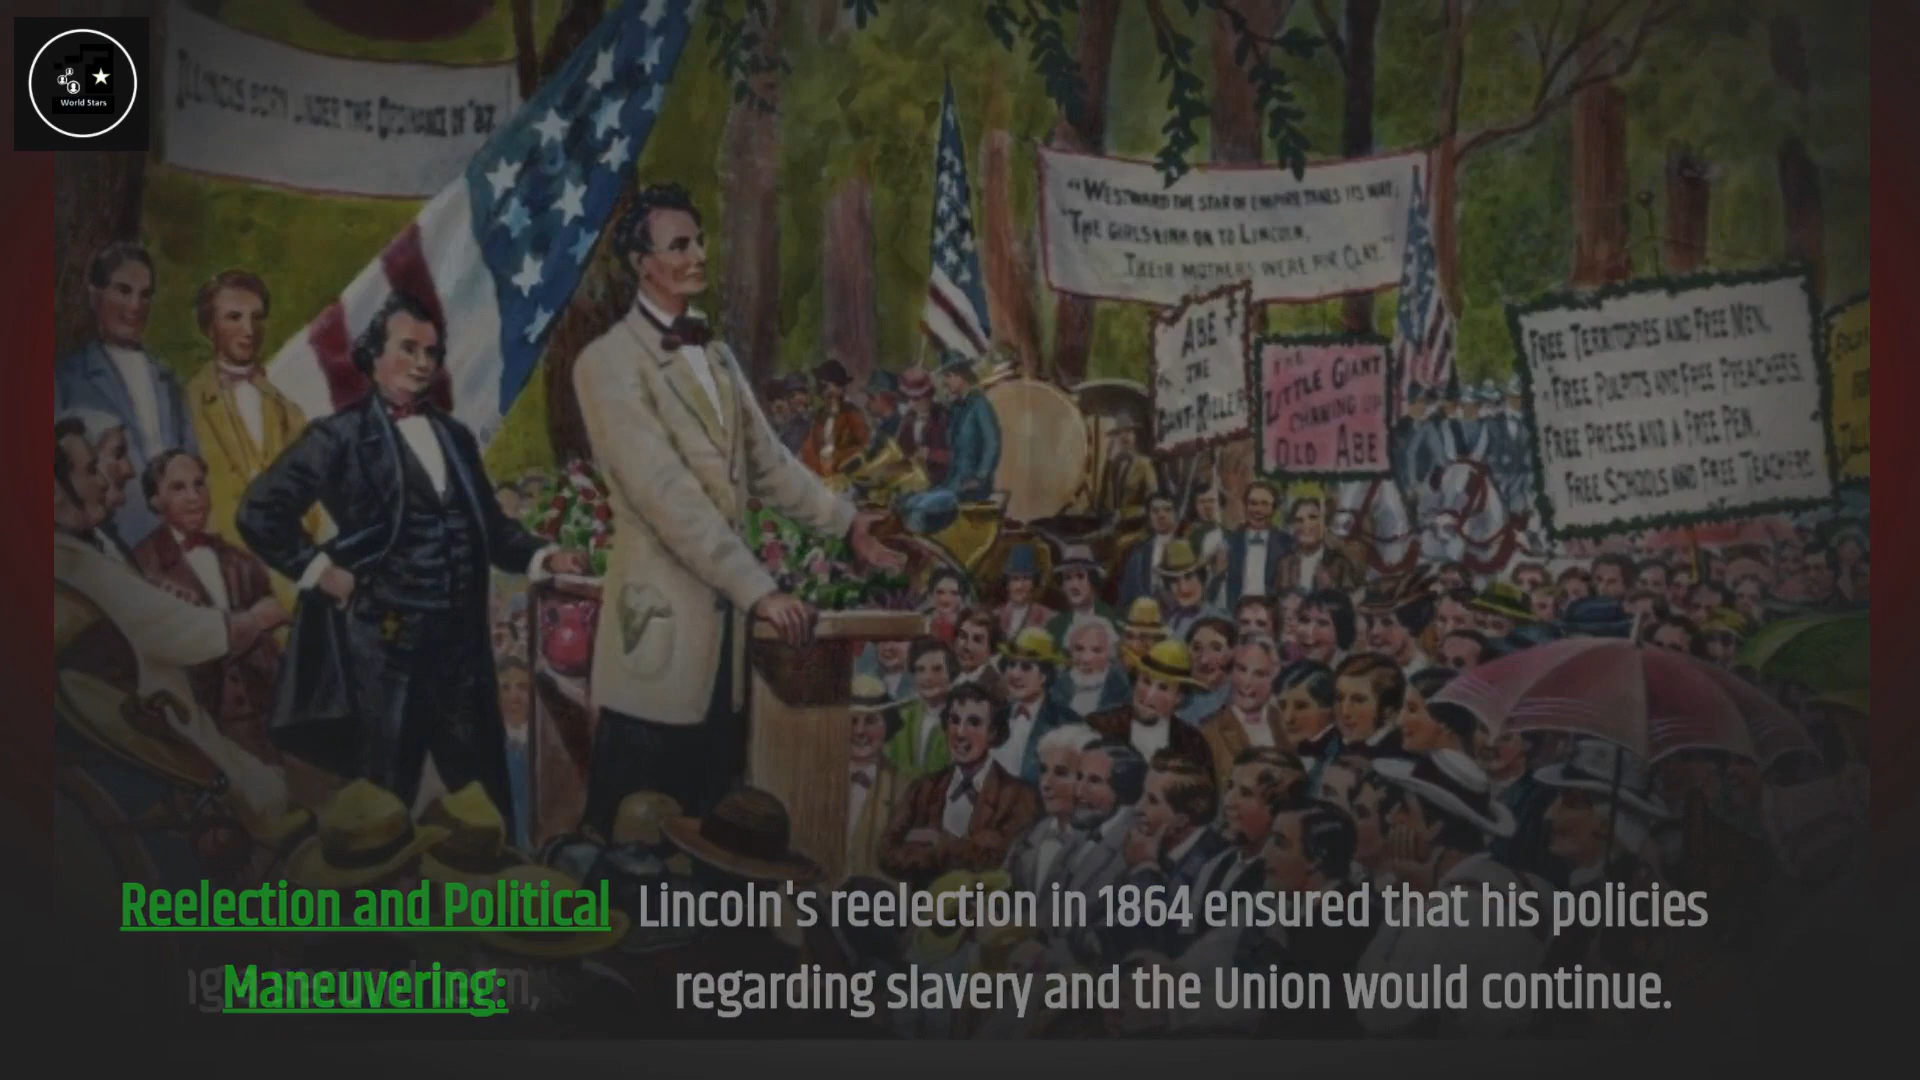 World Stars
ILLINOIS BORN UNDER THE ORDINANCE OF '87
"WESTWARD THE STAR OF EMPIRE TAKES ITS WAY;
"THE GIRLS LINK ON TO LINCOLN,
THEIR MOTHERS WERE FOR CLAY."
ABE
THE
GIANT-KILLER
THE
LITTLE GIANT
CHAWING UP
OLD ABE
FREE TERRITORIES AND FREE MEN,
FREE PULPITS AND FREE PREACHERS,
FREE PRESS AND A FREE PEN,
FREE SCHOOLS AND FREE TEACHERS
Reelection and Political
Maneuvering:
Lincoln's reelection in 1864 ensured that his policies
regarding slavery and the Union would continue.